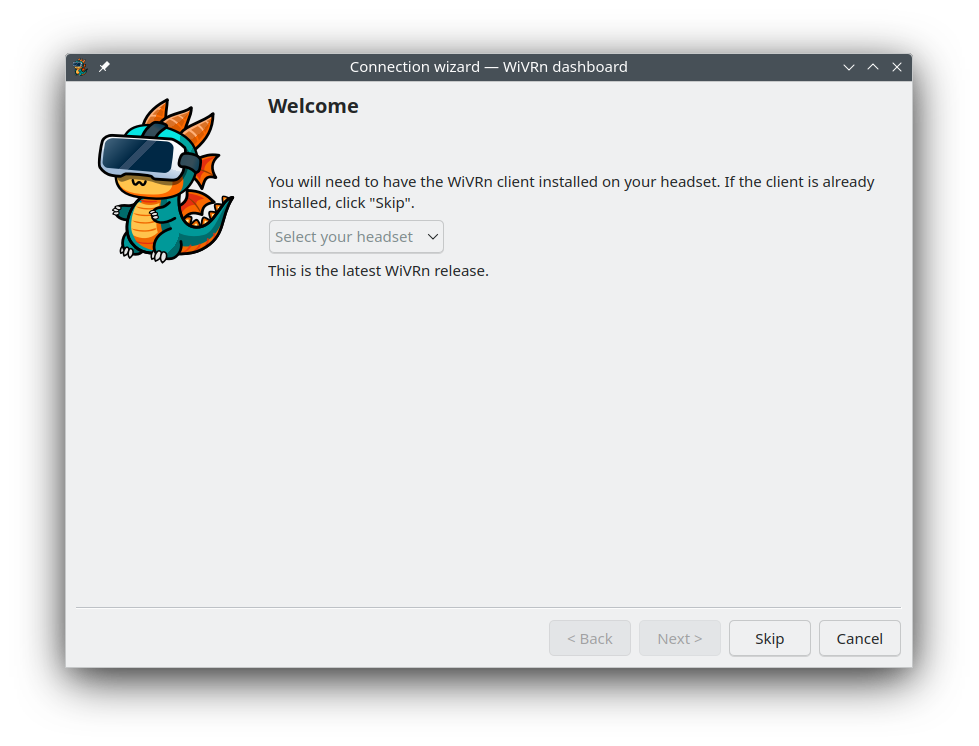 Connection wizard — WiVRn dashboard
Welcome
You will need to have the WiVRn client installed on your headset. If the client is already
installed, click "Skip".
Select your headset
This is the latest WiVRn release.
< Back
Next >
Skip
Cancel